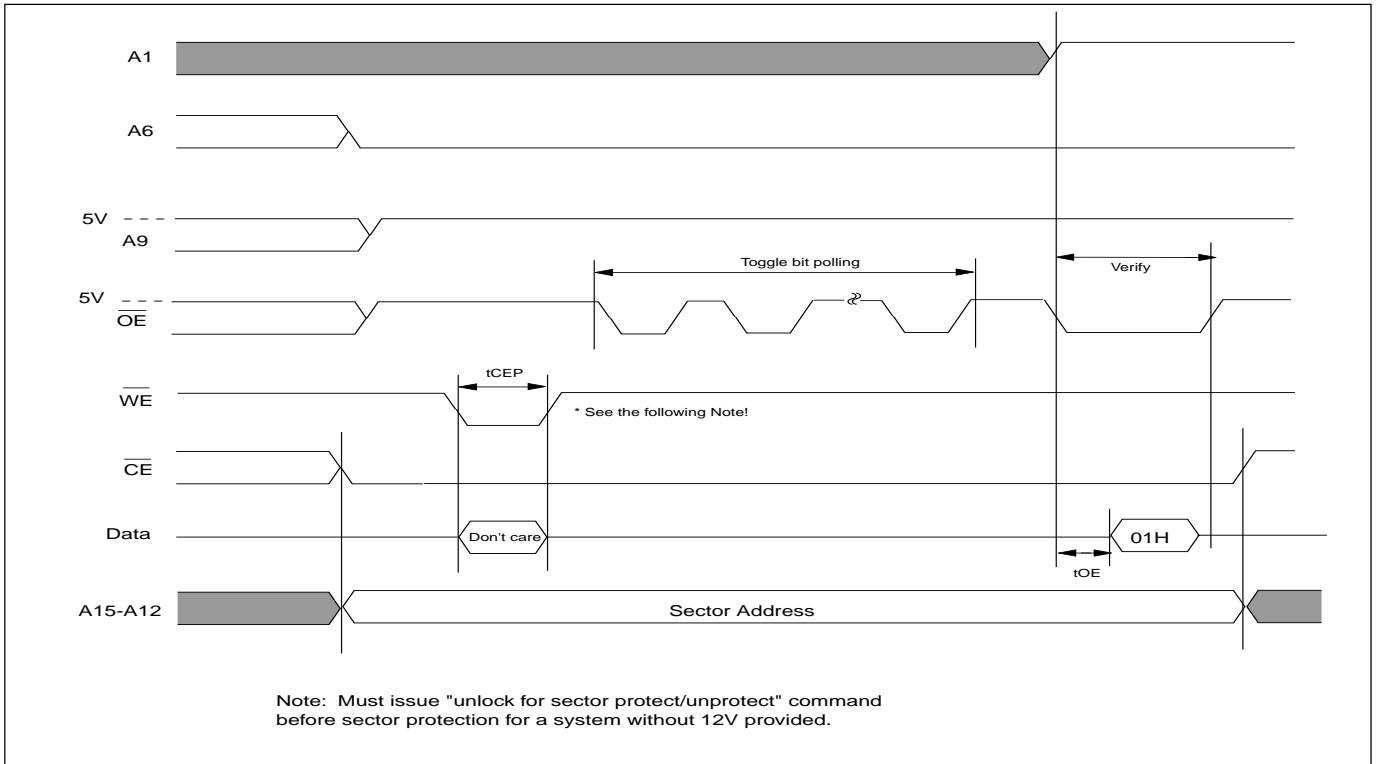 A1
A6
5V
A9
Toggle bit polling
Verify
5V
OE
tCEP
WE
* See the following Note!
CE
Data
Don't care
01H
tOE
A15-A12
Sector Address
Note: Must issue "unlock for sector protect/unprotect" command
before sector protection for a system without 12V provided.